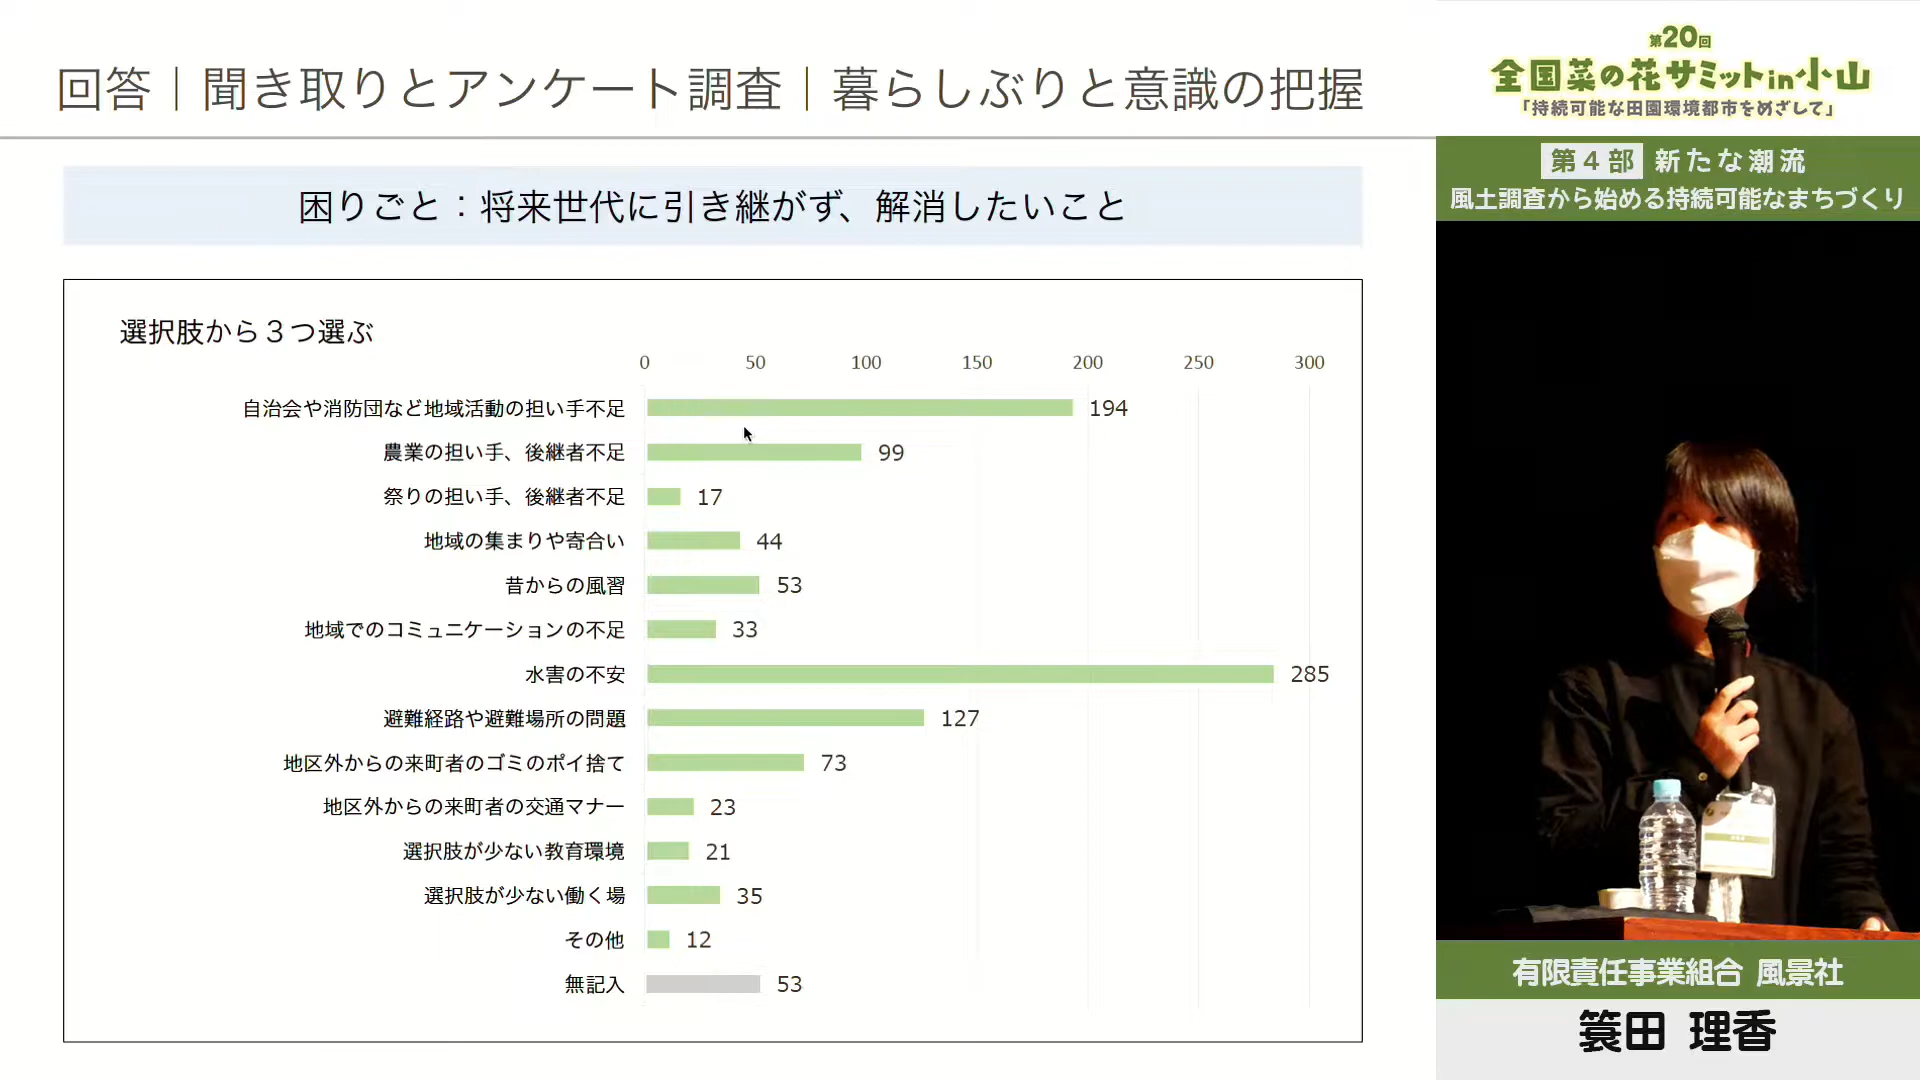 回答｜聞き取りとアンケート調査｜暮らしぶりと意識の把握
困りごと：将来世代に引き継がず、解消したいこと
選択肢から３つ選ぶ
0 50 100 150 200 250 300
自治会や消防団など地域活動の担い手不足 194
農業の担い手、後継者不足 99
祭りの担い手、後継者不足 17
地域の集まりや寄合い 44
昔からの風習 53
地域でのコミュニケーションの不足 33
水害の不安 285
避難経路や避難場所の問題 127
地区外からの来町者のゴミのポイ捨て 73
地区外からの来町者の交通マナー 23
選択肢が少ない教育環境 21
選択肢が少ない働く場 35
その他 12
無記入 53
第20回
全国菜の花サミットin小山
「持続可能な田園環境都市をめざして」
第４部 新たな潮流
風土調査から始める持続可能なまちづくり
有限責任事業組合 風景社
簑田 理香